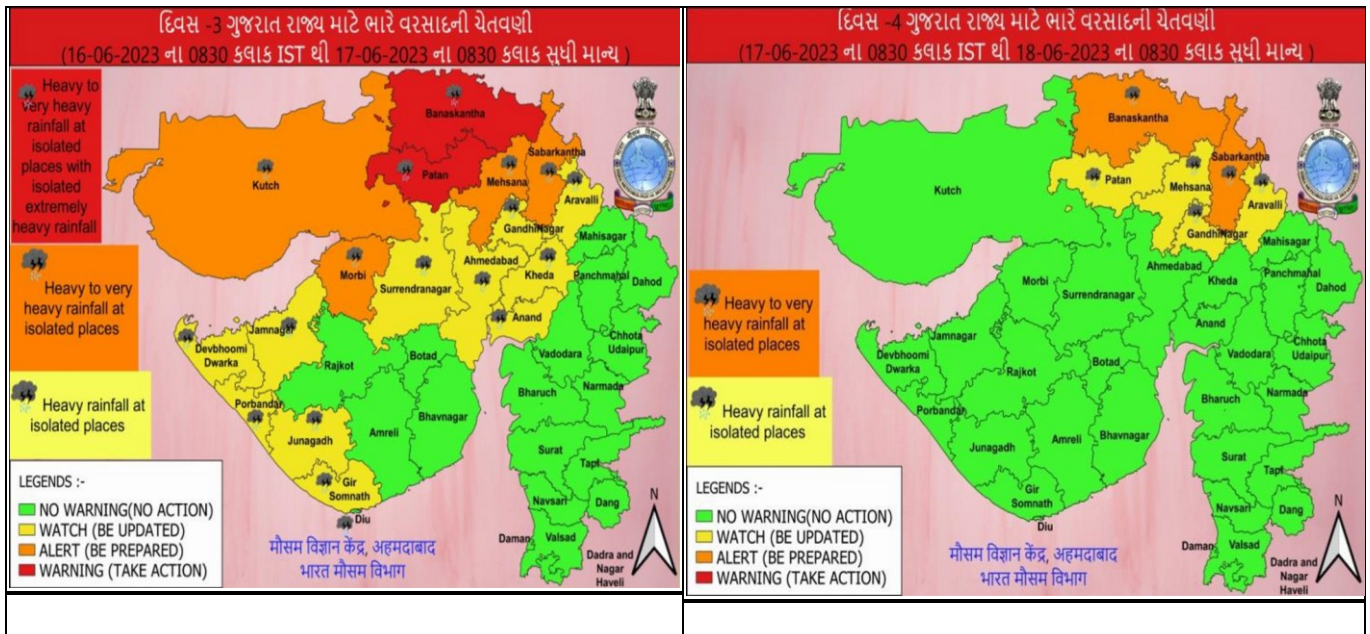 દિવસ -3 ગુજરાત રાજ્ય માટે ભારે વરસાદની ચેતવણી
(16-06-2023 ના 0830 કલાક IST થી 17-06-2023 ના 0830 કલાક સુધી માન્ય )
Heavy to
very heavy
rainfall at
isolated
places with
isolated
extremely
heavy rainfall
Heavy to very
heavy rainfall at
isolated places
Heavy rainfall at
isolated places
Banaskantha
Patan
Kutch
Sabarkantha
Mehsana
Aravalli
GandhiNagar
Mahisagar
Ahmedabad
Kheda
Panchmahal
Dahod
Morbi
Surrendranagar
Anand
Jamnagar
Devbhoomi
Dwarka
Rajkot
Botad
Vadodara
Chhota
Udaipur
Porbandar
Narmada
Bharuch
Junagadh
Amreli
Bhavnagar
Surat
Tapi
Gir
Somnath
Navsari
Dang
Diu
Daman
Valsad
Dadra and
Nagar
Haveli
N
LEGENDS :-
NO WARNING(NO ACTION)
WATCH (BE UPDATED)
ALERT (BE PREPARED)
WARNING (TAKE ACTION)
मौसम विज्ञान केंद्र, अहमदाबाद
भारत मौसम विभाग
દિવસ -4 ગુજરાત રાજ્ય માટે ભારે વરસાદની ચેતવણી
(17-06-2023 ના 0830 કલાક IST થી 18-06-2023 ના 0830 કલાક સુધી માન્ય )
Heavy to very
heavy rainfall at
isolated places
Heavy rainfall at
isolated places
Banaskantha
Sabarkantha
Patan
Mehsana
Aravalli
Kutch
GandhiNagar
Mahisagar
Ahmedabad
Kheda
Panchmahal
Dahod
Morbi
Surrendranagar
Anand
Jamnagar
Chhota
Udaipur
Devbhoomi
Dwarka
Rajkot
Botad
Vadodara
Narmada
Porbandar
Bharuch
Junagadh
Amreli
Bhavnagar
Surat
Tapi
Gir
Somnath
Navsari
Dang
Diu
Daman
Valsad
Dadra and
Nagar
Haveli
N
LEGENDS :-
NO WARNING(NO ACTION)
WATCH (BE UPDATED)
ALERT (BE PREPARED)
WARNING (TAKE ACTION)
मौसम विज्ञान केंद्र, अहमदाबाद
भारत मौसम विभाग